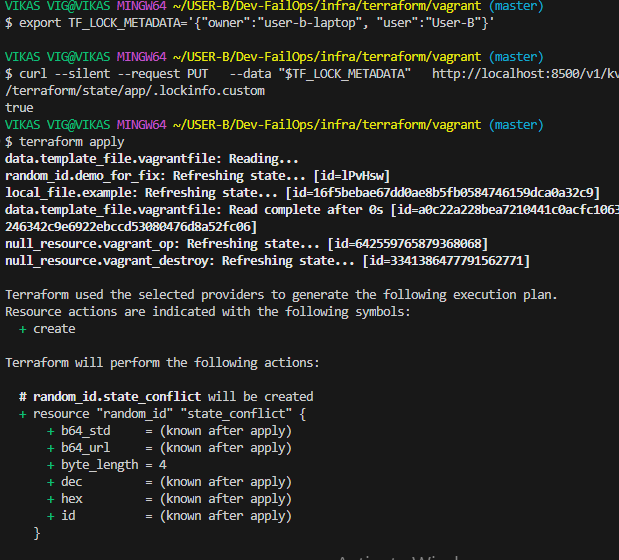 VIKAS VIG@VIKAS MINGW64 ~/USER-B/Dev-FailOps/infra/terraform/vagrant (master)
$ export TF_LOCK_METADATA='{"owner":"user-b-laptop", "user":"User-B"}'
VIKAS VIG@VIKAS MINGW64 ~/USER-B/Dev-FailOps/infra/terraform/vagrant (master)
$ curl --silent --request PUT   --data "$TF_LOCK_METADATA"   http://localhost:8500/v1/kv
/terraform/state/app/.lockinfo.custom
true
VIKAS VIG@VIKAS MINGW64 ~/USER-B/Dev-FailOps/infra/terraform/vagrant (master)
$ terraform apply
data.template_file.vagrantfile: Reading...
random_id.demo_for_fix: Refreshing state... [id=lPvHsw]
local_file.example: Refreshing state... [id=16f5bebae67dd0ae8b5fb0584746159dca0a32c9]
data.template_file.vagrantfile: Read complete after 0s [id=a0c22a228bea7210441c0acfc1063
246342c9e6922ebccd53080476d8a52fc06]
null_resource.vagrant_op: Refreshing state... [id=642559765879368068]
null_resource.vagrant_destroy: Refreshing state... [id=3341386477791562771]
Terraform used the selected providers to generate the following execution plan.
Resource actions are indicated with the following symbols:
  + create
Terraform will perform the following actions:
  # random_id.state_conflict will be created
  + resource "random_id" "state_conflict" {
      + b64_std     = (known after apply)
      + b64_url     = (known after apply)
      + byte_length = 4
      + dec         = (known after apply)
      + hex         = (known after apply)
      + id          = (known after apply)
    }